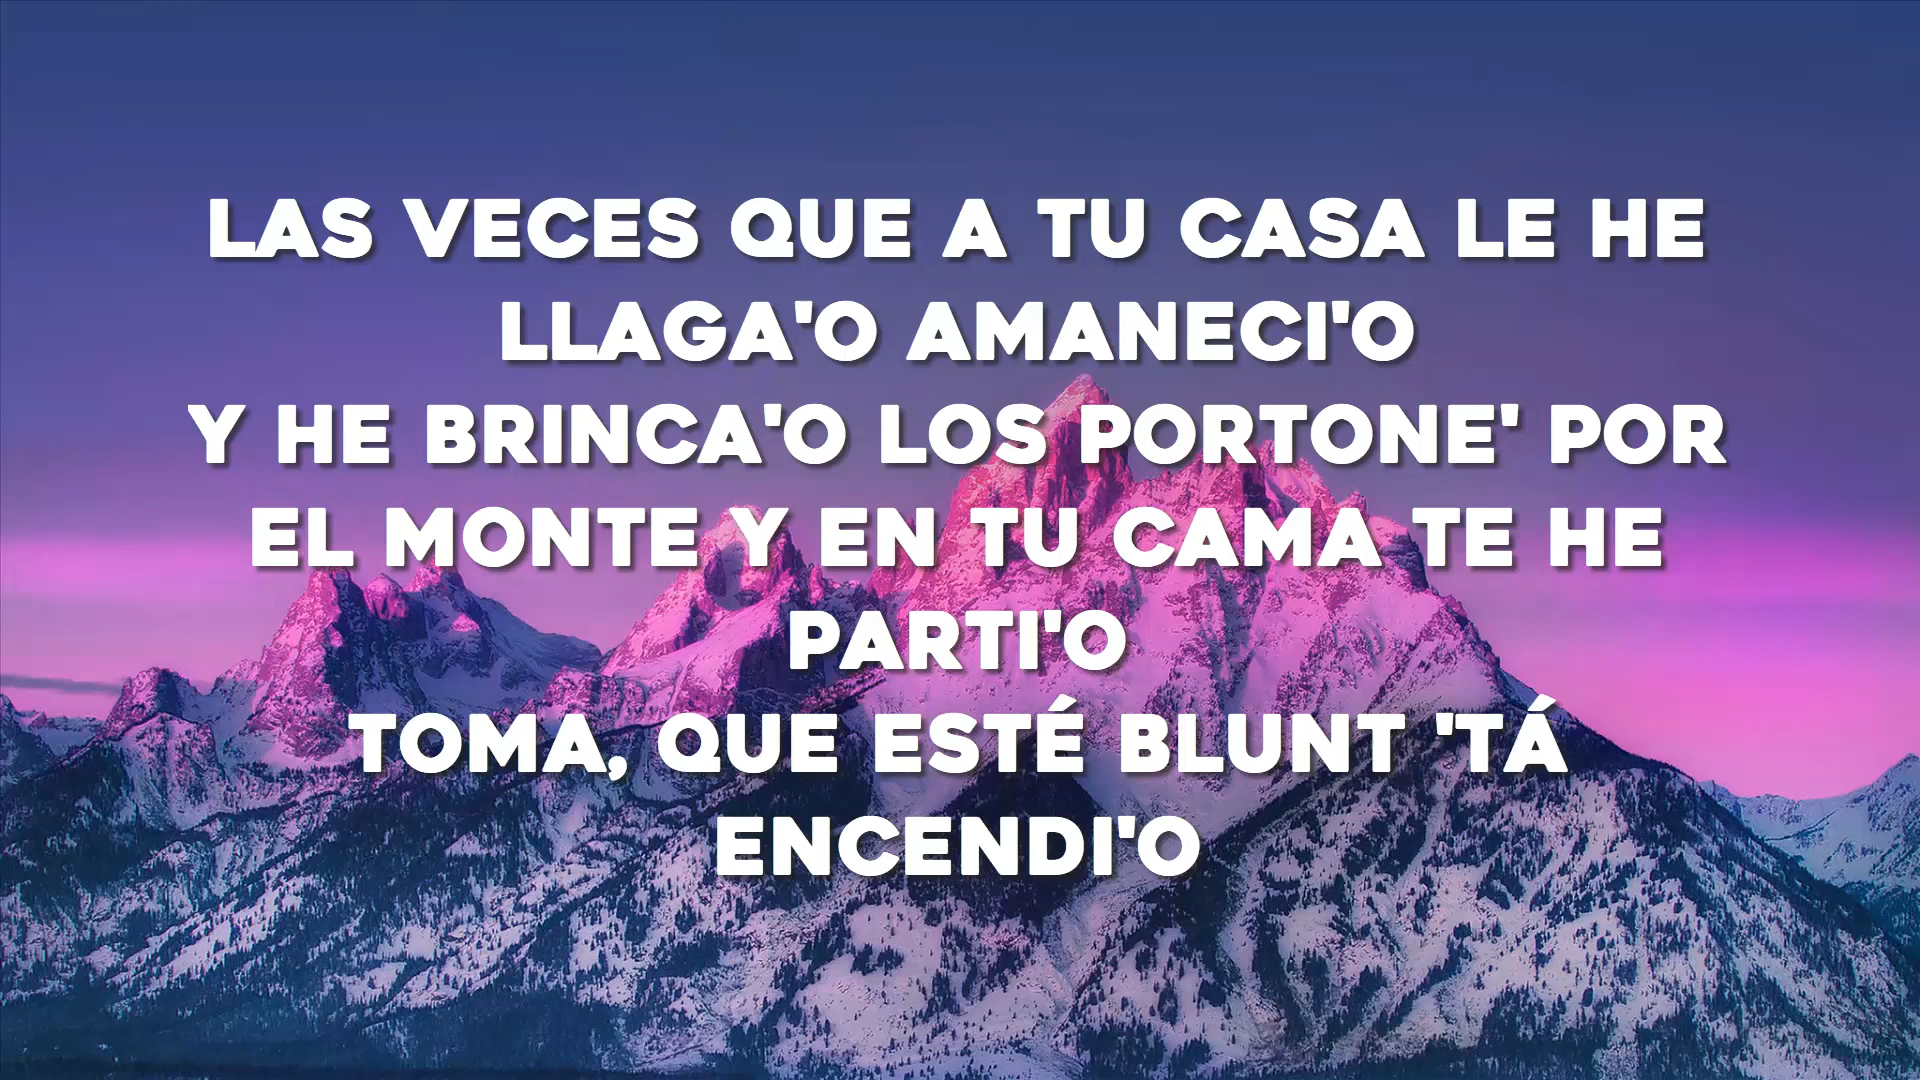 LAS VECES QUE A TU CASA LE HE
LLAGA'O AMANECI'O
Y HE BRINCA'O LOS PORTONE' POR
EL MONTE Y EN TU CAMA TE HE
PARTI'O
TOMA, QUE ESTÉ BLUNT 'TÁ
ENCENDI'O